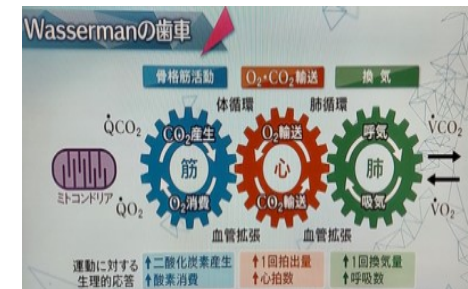 Wassermanの歯車
骨格筋活動
O₂・CO₂輸送
換気
体循環
肺循環
Q̇CO₂
CO₂産生
O₂輸送
呼気
V̇CO₂
筋
心
肺
ミトコンドリア
Q̇O₂
O₂消費
CO₂輸送
吸気
V̇O₂
血管拡張
血管拡張
運動に対する
生理的応答
↑二酸化炭素産生
↑酸素消費
↑1回拍出量
↑心拍数
↑1回換気量
↑呼吸数